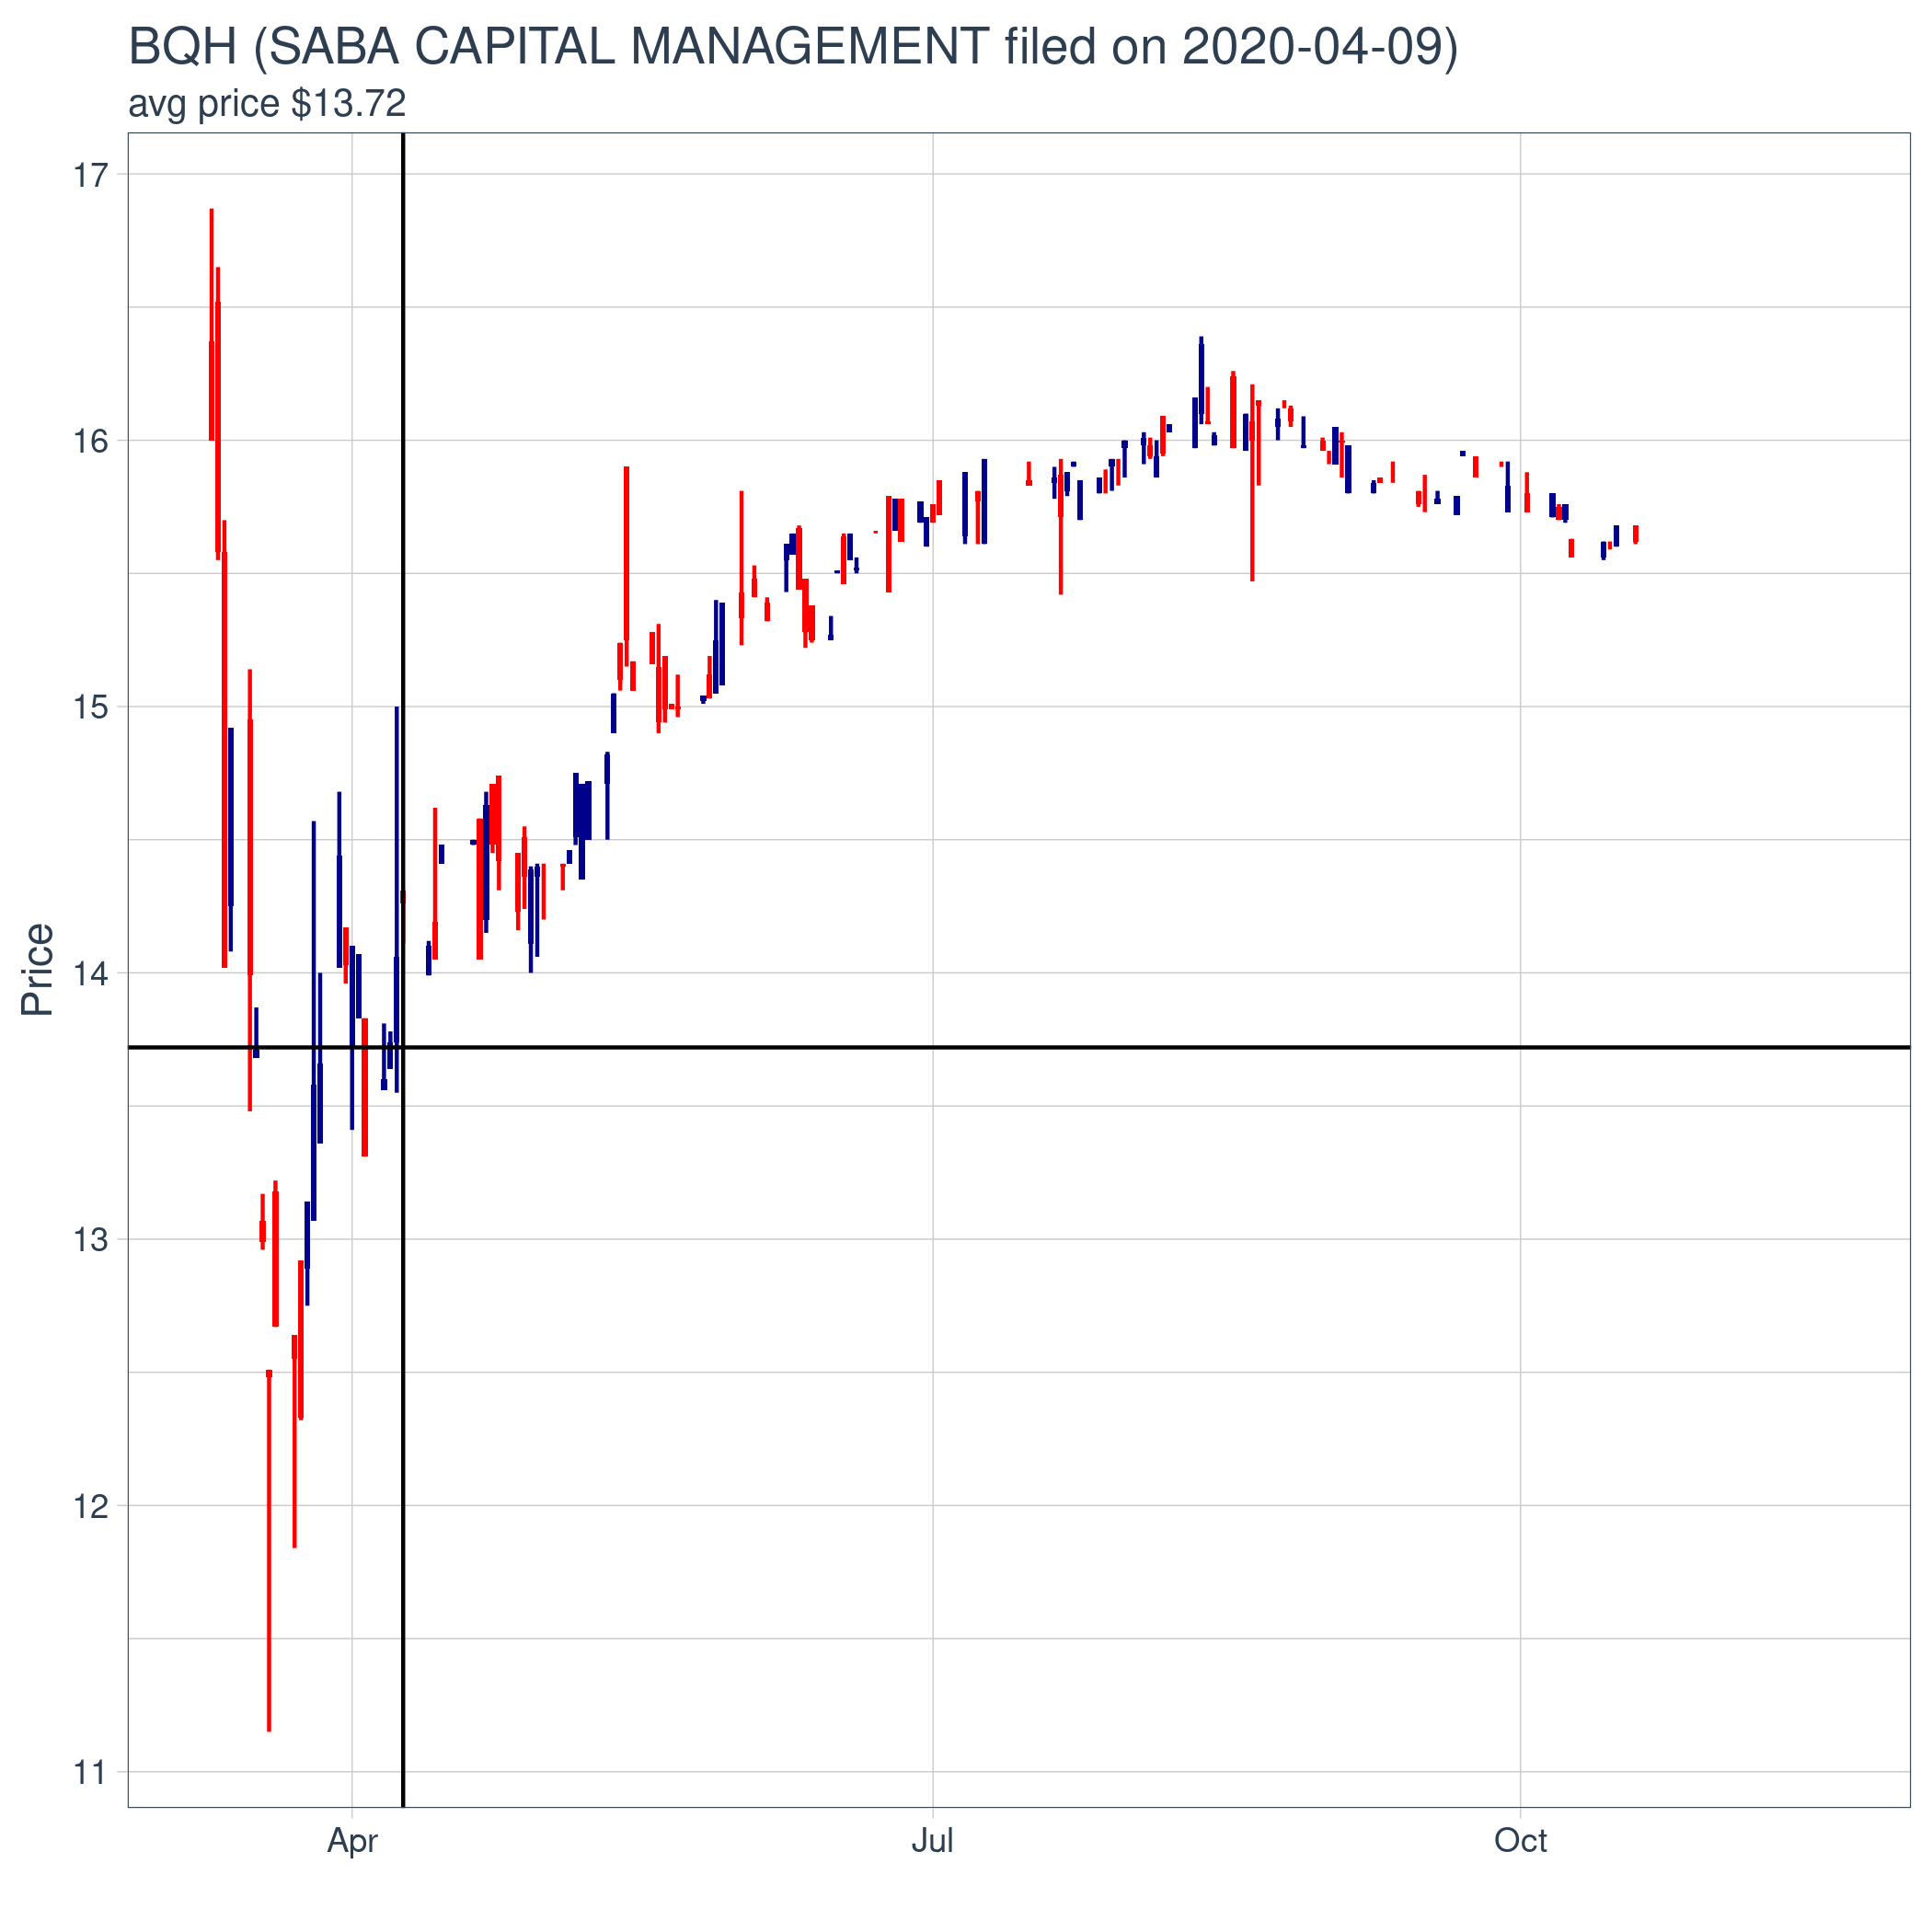 BQH (SABA CAPITAL MANAGEMENT filed on 2020-04-09)
avg price $13.72
17
16
15
14
13
12
11
Price
Apr
Jul
Oct